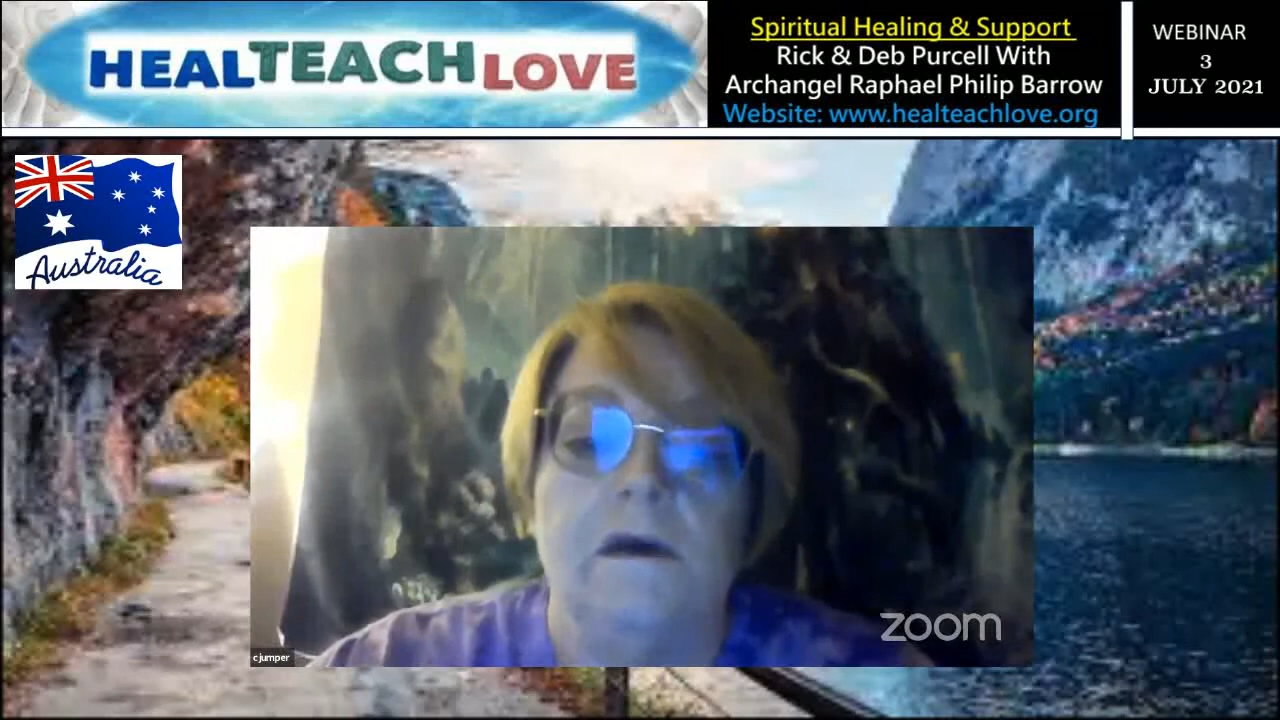 HEALTEACHLOVE
Spiritual Healing & Support
Rick & Deb Purcell With
Archangel Raphael Philip Barrow
Website: www.healteachlove.org
WEBINAR
3
JULY 2021
Australia
zoom
cjumper